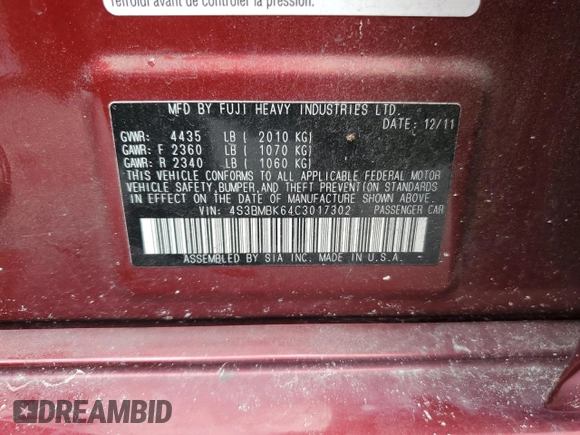 refroidi avant de contrôler la pression.
MFD BY FUJI HEAVY INDUSTRIES LTD.
DATE: 12/11
GVWR: 4435 LB ( 2010 KG)
GAWR: F 2360 LB ( 1070 KG)
GAWR: R 2340 LB ( 1060 KG)
THIS VEHICLE CONFORMS TO ALL APPLICABLE FEDERAL MOTOR
VEHICLE SAFETY, BUMPER, AND THEFT PREVENTION STANDARDS
IN EFFECT ON THE DATE OF MANUFACTURE SHOWN ABOVE.
VIN: 4S3BMBK64C3017302 PASSENGER CAR
ASSEMBLED BY SIA INC. MADE IN U.S.A.
DREAMBID